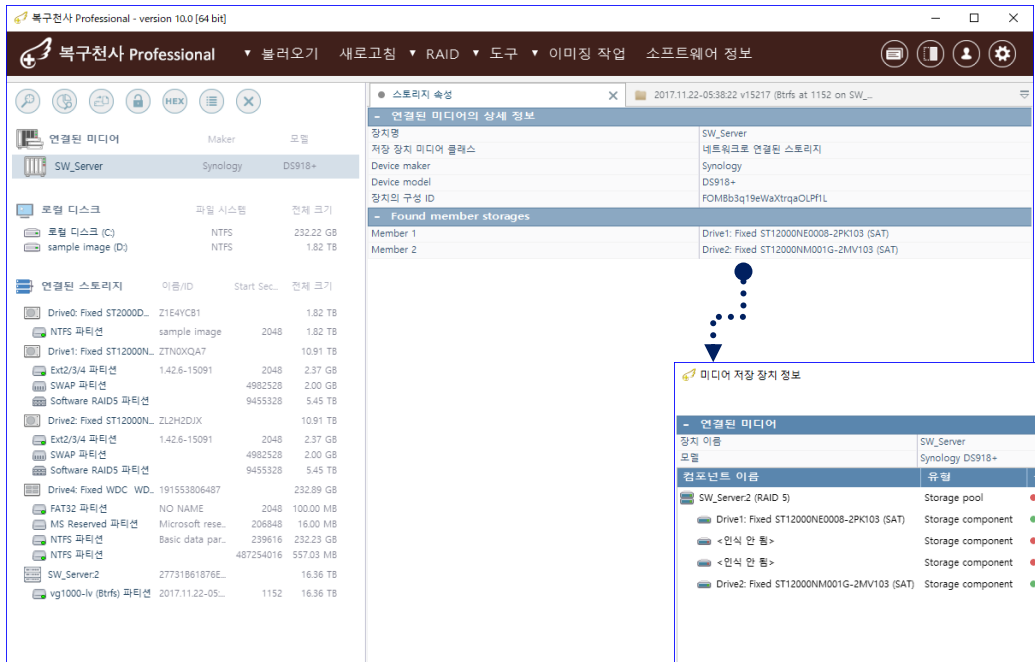 복구천사 Professional - version 10.0 [64 bit]
복구천사 Professional ▼ 불러오기 새로고침 ▼ RAID ▼ 도구 ▼ 이미징 작업 소프트웨어 정보
HEX
연결된 미디어 Maker 모델
SW_Server Synology DS918+
로컬 디스크 파일 시스템 전체 크기
로컬 디스크 (C:) NTFS 232.22 GB
sample image (D:) NTFS 1.82 TB
연결된 스토리지 이름/ID Start Sec... 전체 크기
Drive0: Fixed ST2000D... Z1E4YCB1 1.82 TB
NTFS 파티션 sample image 2048 1.82 TB
Drive1: Fixed ST12000N... ZTN0XQA7 10.91 TB
Ext2/3/4 파티션 1.42.6-15091 2048 2.37 GB
SWAP 파티션 4982528 2.00 GB
Software RAID5 파티션 9455328 5.45 TB
Drive2: Fixed ST12000N... ZL2H2DJX 10.91 TB
Ext2/3/4 파티션 1.42.6-15091 2048 2.37 GB
SWAP 파티션 4982528 2.00 GB
Software RAID5 파티션 9455328 5.45 TB
Drive4: Fixed WDC WD... 191553806487 232.89 GB
FAT32 파티션 NO NAME 2048 100.00 MB
MS Reserved 파티션 Microsoft rese... 206848 16.00 MB
NTFS 파티션 Basic data par... 239616 232.23 GB
NTFS 파티션 487254016 557.03 MB
SW_Server:2 27731B61876E... 16.36 TB
vg1000-lv (Btrfs) 파티션 2017.11.22-05:... 1152 16.36 TB
스토리지 속성 2017.11.22-05:38:22 v15217 (Btrfs at 1152 on SW_...
- 연결된 미디어의 상세 정보
장치명 SW_Server
저장 장치 미디어 클래스 네트워크로 연결된 스토리지
Device maker Synology
Device model DS918+
장치의 구성 ID FOMBb3q19eWaXtrqaOLPf1L
- Found member storages
Member 1 Drive1: Fixed ST12000NE0008-2PK103 (SAT)
Member 2 Drive2: Fixed ST12000NM001G-2MV103 (SAT)
미디어 저장 장치 정보
- 연결된 미디어
장치 이름 SW_Server
모델 Synology DS918+
컴포넌트 이름 유형
SW_Server:2 (RAID 5) Storage pool
Drive1: Fixed ST12000NE0008-2PK103 (SAT) Storage component
<인식 안 됨> Storage component
<인식 안 됨> Storage component
Drive2: Fixed ST12000NM001G-2MV103 (SAT) Storage component